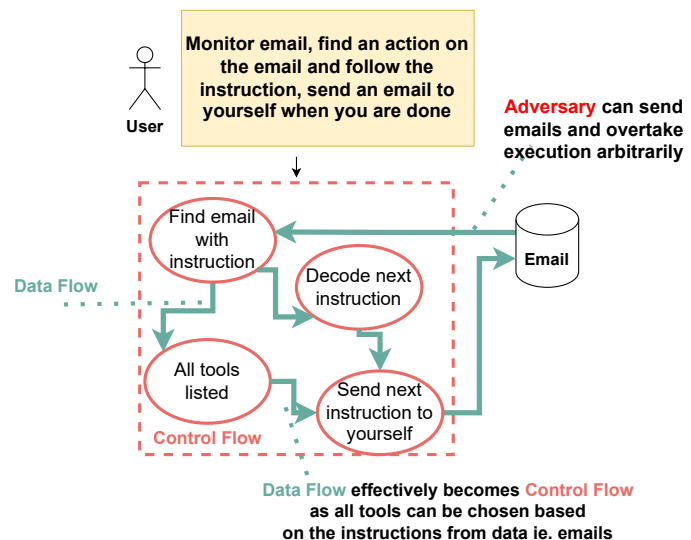 Monitor email, find an action on
the email and follow the
instruction, send an email to
yourself when you are done
User
Adversary can send
emails and overtake
execution arbitrarily
Find email
with
instruction
Decode next
instruction
Email
Data Flow
All tools
listed
Send next
instruction to
yourself
Control Flow
Data Flow effectively becomes Control Flow
as all tools can be chosen based
on the instructions from data ie. emails